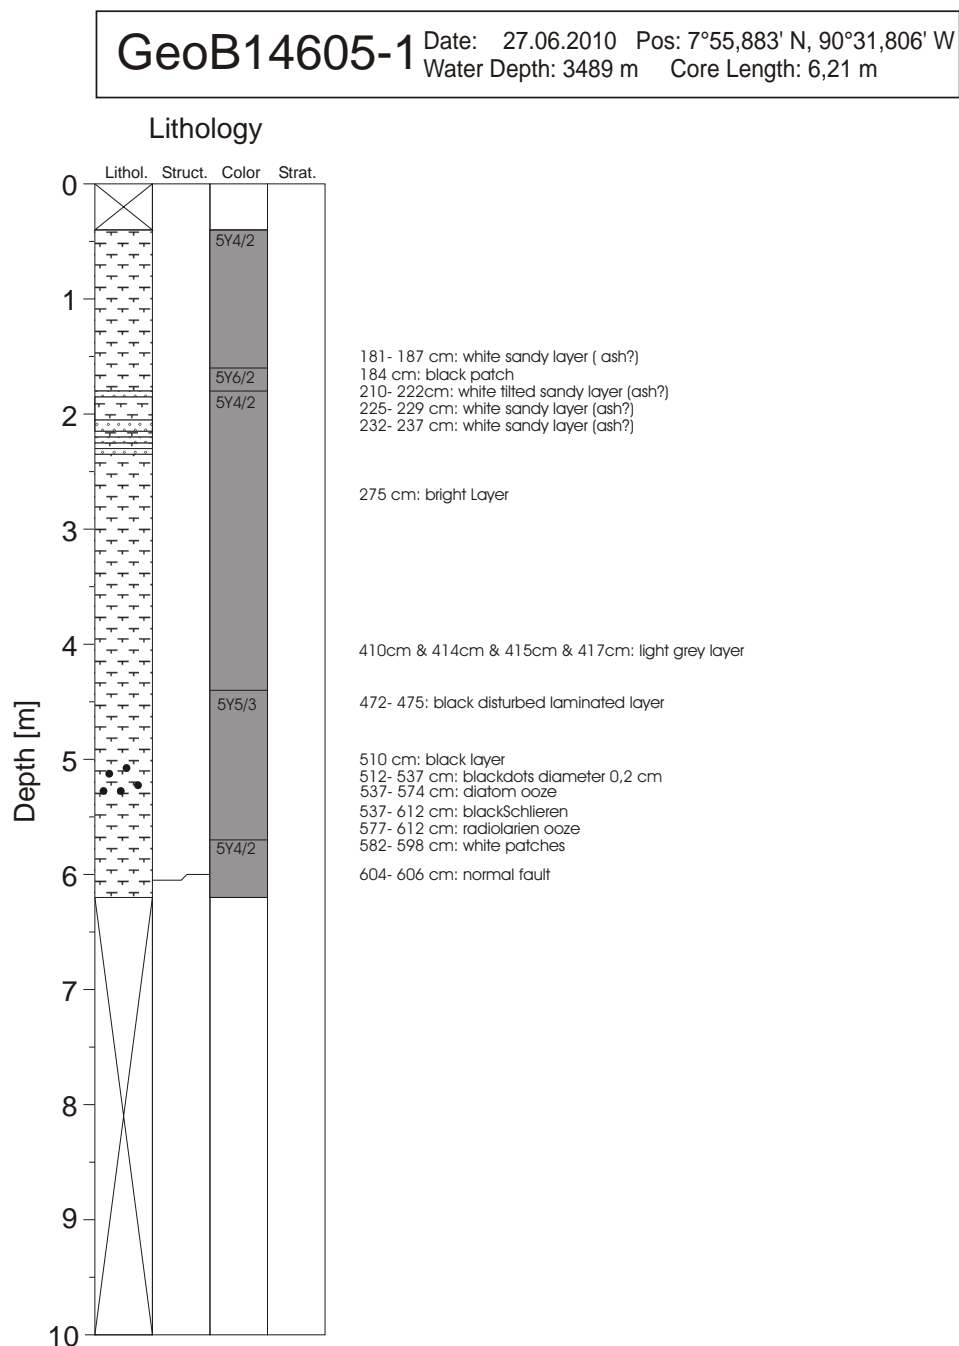 GeoB14605-1
Date: 27.06.2010 Pos: 7°55,883' N, 90°31,806' W
Water Depth: 3489 m Core Length: 6,21 m
Lithology
Lithol. Struct. Color Strat.
0
5Y4/2
1
181- 187 cm: white sandy layer ( ash?)
5Y6/2
184 cm: black patch
210- 222cm: white tilted sandy layer (ash?)
5Y4/2
225- 229 cm: white sandy layer (ash?)
2
232- 237 cm: white sandy layer (ash?)
275 cm: bright Layer
3
4
410cm & 414cm & 415cm & 417cm: light grey layer
5Y5/3
472- 475: black disturbed laminated layer
Depth [m]
5
510 cm: black layer
512- 537 cm: blackdots diameter 0,2 cm
537- 574 cm: diatom ooze
537- 612 cm: blackSchlieren
577- 612 cm: radiolarien ooze
5Y4/2
582- 598 cm: white patches
6
604- 606 cm: normal fault
7
8
9
10